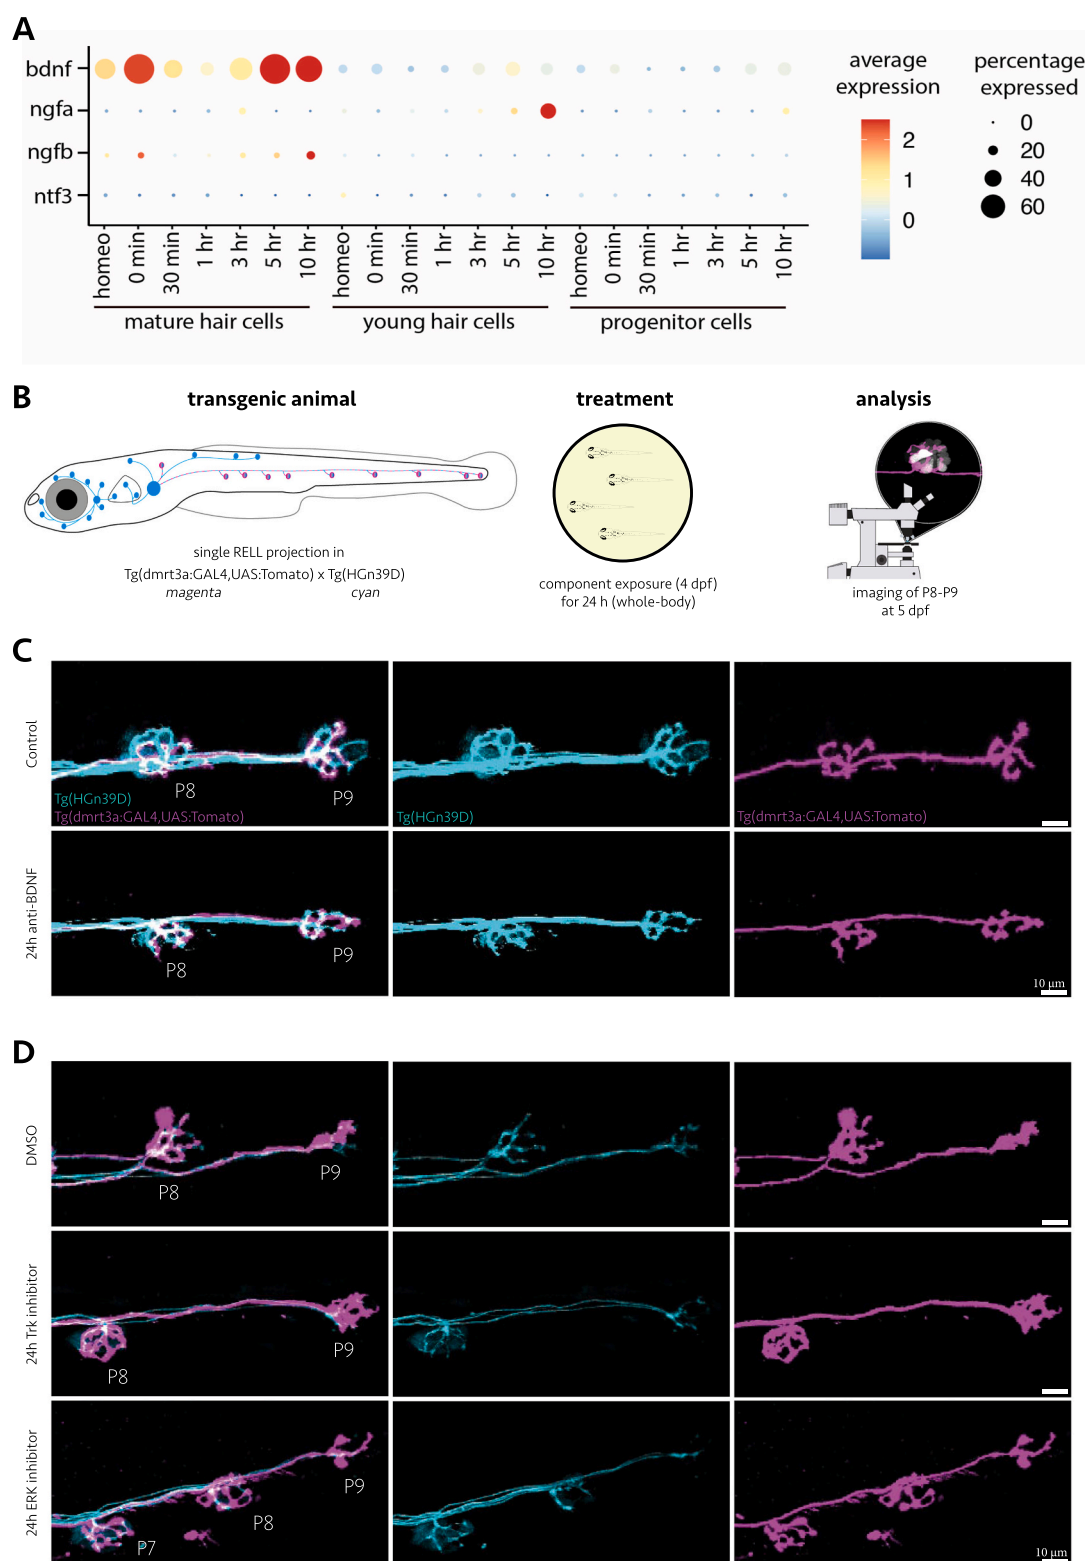 A
bdnf
ngfa
ngfb
ntf3
homeo
0 min
30 min
1 hr
3 hr
5 hr
10 hr
homeo
0 min
30 min
1 hr
3 hr
5 hr
10 hr
homeo
0 min
30 min
1 hr
3 hr
5 hr
10 hr
mature hair cells
young hair cells
progenitor cells
average
expression
2
1
0
percentage
expressed
0
20
40
60
B
transgenic animal
single RELL projection in
Tg(dmrt3a:GAL4,UAS:Tomato) x Tg(HGn39D)
magenta cyan
treatment
component exposure (4 dpf)
for 24 h (whole-body)
analysis
imaging of P8-P9
at 5 dpf
C
Control
P8
P9
Tg(HGn39D)
Tg(dmrt3a:GAL4,UAS:Tomato)
Tg(HGn39D)
Tg(dmrt3a:GAL4,UAS:Tomato)
24h anti-BDNF
P8
P9
10 µm
D
DMSO
P8
P9
24h Trk inhibitor
P8
P9
24h ERK inhibitor
P7
P8
P9
10 µm